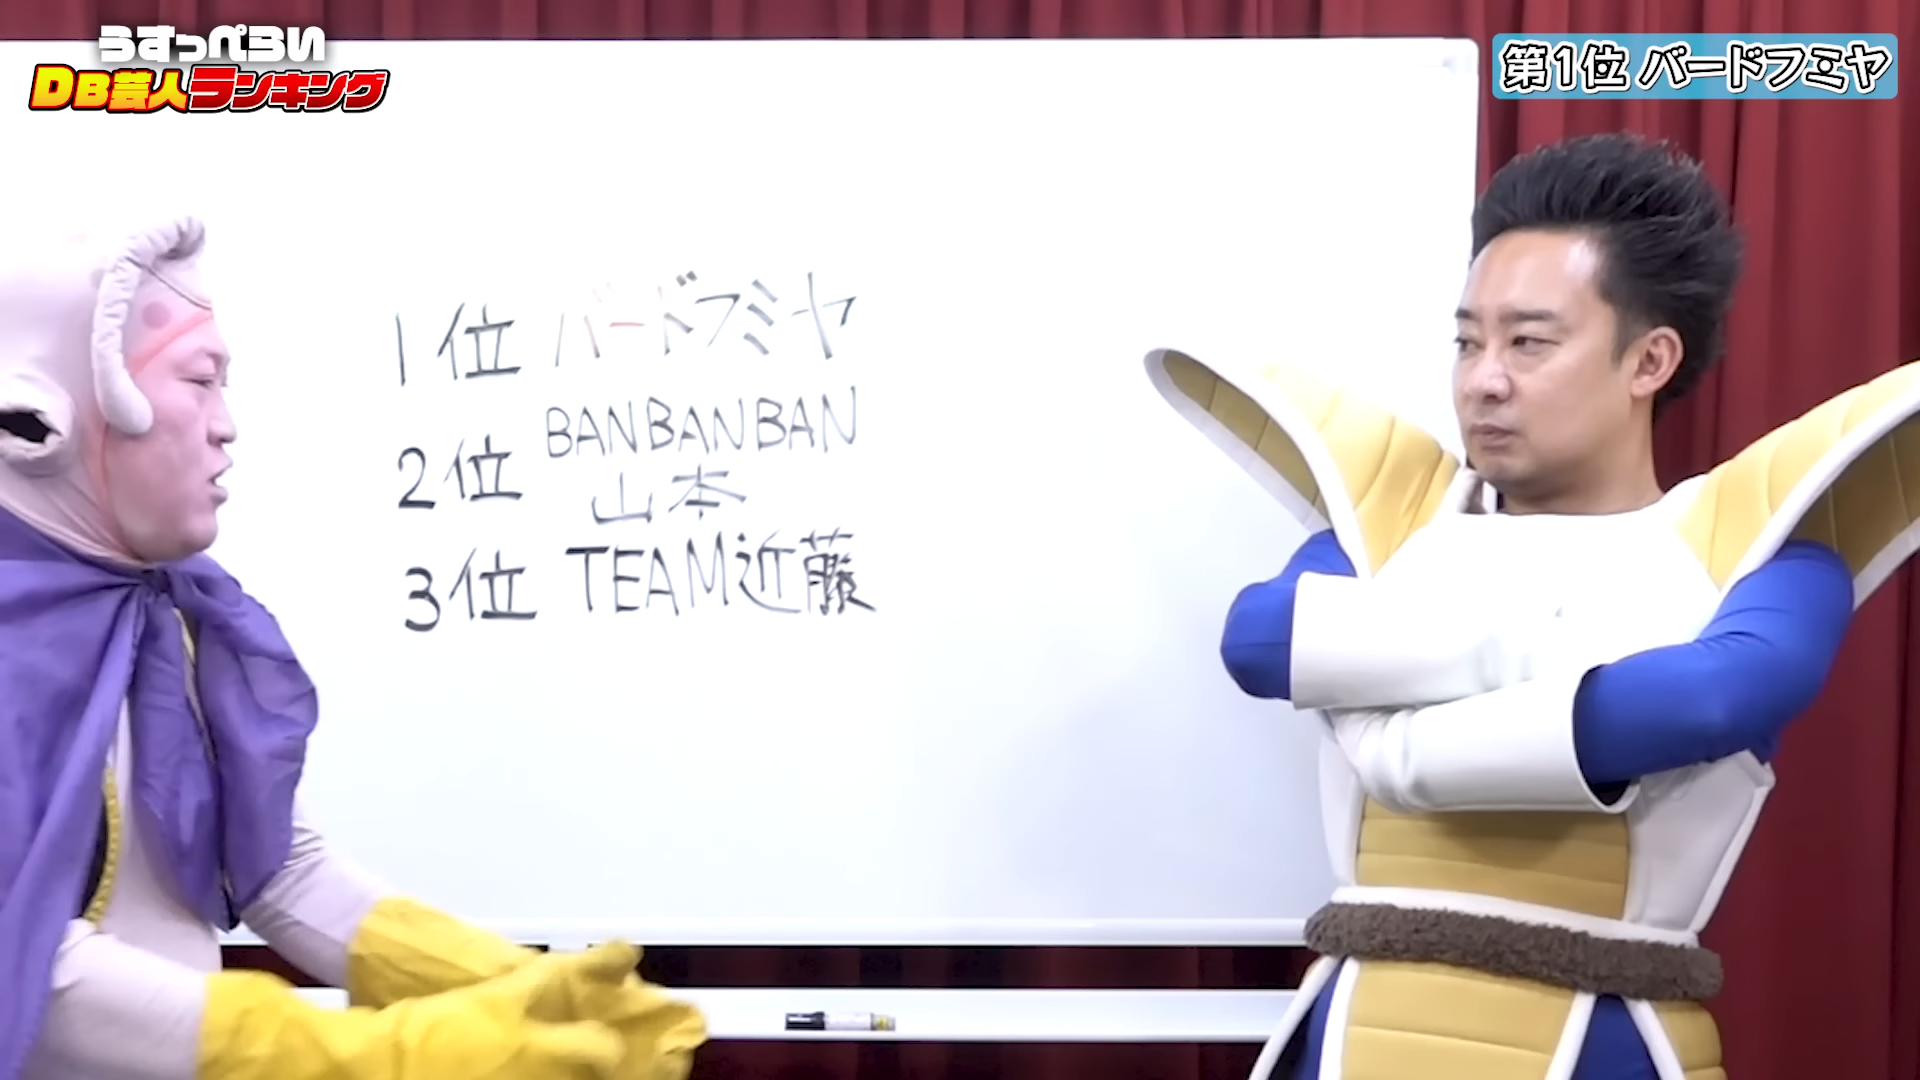 うすっぺらい
DB芸人ランキング
第1位 バードフミヤ
1位 バードフミヤ
2位 BANBANBAN
山本
3位 TEAM近藤